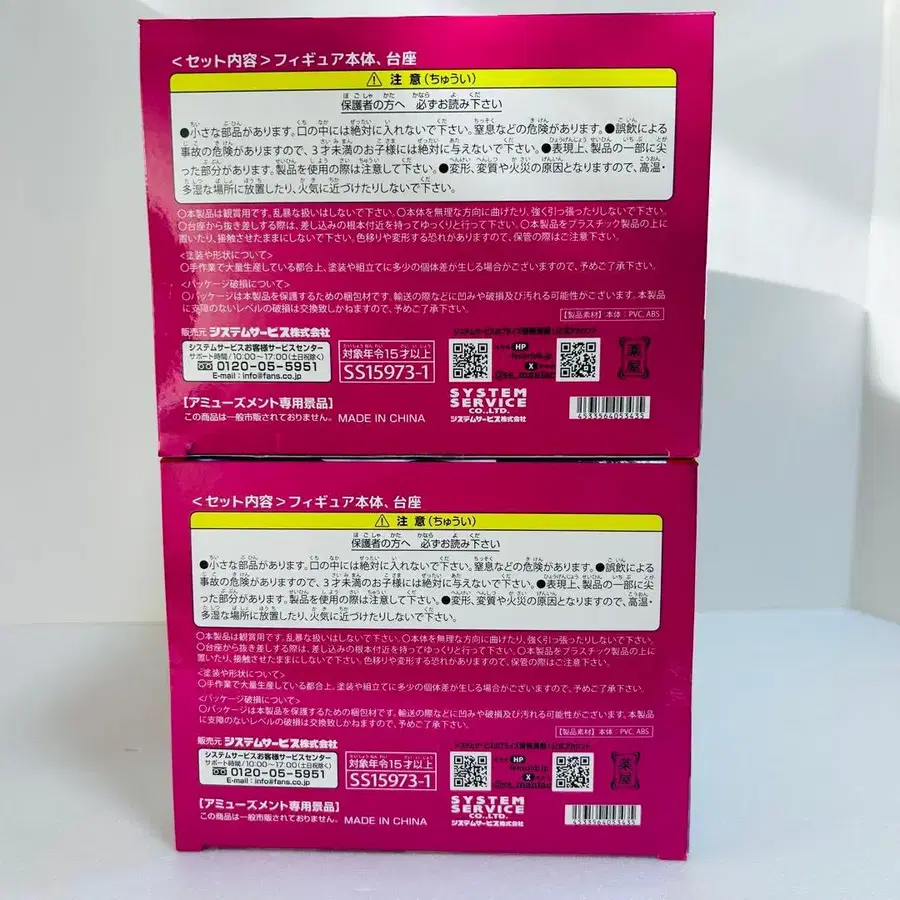 <セット内容>フィギュア本体、台座
⚠ 注 意(ちゅうい)
保護者の方へ 必ずお読み下さい
●小さな部品があります。口の中には絶対に入れないで下さい。窒息などの危険があります。●誤飲による
事故の危険がありますので、3才未満のお子様には絶対に与えないで下さい。●表現上、製品の一部に尖
った部分があります。製品を使用の際は注意して下さい。●変形、変質や火災の原因となりますので、高温・
多湿な場所に放置したり、火気に近づけたりしないで下さい。
○本製品は観賞用です。乱暴な扱いはしないで下さい。○本体を無理な方向に曲げたり、強く引っ張ったりしないで下さい。
○台座から抜き差しする際は、差し込みの根本付近を持ってゆっくりと行って下さい。○本製品をプラスチック製品の上に
置いたり、接触させたままにしないで下さい。色移りや変形する恐れがありますので、保管の際はご注意下さい。
<塗装や形状について>
○手作業で大量生産している都合上、塗装や組立てに多少の個体差が生じる場合がございますので、予めご了承下さい。
<パッケージ破損について>
○パッケージは本製品を保護するための梱包材です。輸送の際などに凹みや破損及び汚れる可能性がございます。本製品
に支障のないレベルの破損は交換致しかねますので、予めご了承下さい。
【製品素材】本体:PVC, ABS
販売元 システムサービス株式会社
システムサービスお客様サービスセンター
サポート時間/10:00~17:00(土日祝除く)
0120-05-5951
E-mail:info@fans.co.jp
対象年令15才以上
SS15973-1
HP
X
薬屋
【アミューズメント専用景品】
この商品は一般市販されておりません。 MADE IN CHINA
SYSTEM
SERVICE
CO.,LTD.
システムサービス株式会社
4533564053435
<セット内容>フィギュア本体、台座
⚠ 注 意(ちゅうい)
保護者の方へ 必ずお読み下さい
●小さな部品があります。口の中には絶対に入れないで下さい。窒息などの危険があります。●誤飲による
事故の危険がありますので、3才未満のお子様には絶対に与えないで下さい。●表現上、製品の一部に尖
った部分があります。製品を使用の際は注意して下さい。●変形、変質や火災の原因となりますので、高温・
多湿な場所に放置したり、火気に近づけたりしないで下さい。
○本製品は観賞用です。乱暴な扱いはしないで下さい。○本体を無理な方向に曲げたり、強く引っ張ったりしないで下さい。
○台座から抜き差しする際は、差し込みの根本付近を持ってゆっくりと行って下さい。○本製品をプラスチック製品の上に
置いたり、接触させたままにしないで下さい。色移りや変形する恐れがありますので、保管の際はご注意下さい。
<塗装や形状について>
○手作業で大量生産している都合上、塗装や組立てに多少の個体差が生じる場合がございますので、予めご了承下さい。
<パッケージ破損について>
○パッケージは本製品を保護するための梱包材です。輸送の際などに凹みや破損及び汚れる可能性がございます。本製品
に支障のないレベルの破損は交換致しかねますので、予めご了承下さい。
【製品素材】本体:PVC, ABS
販売元 システムサービス株式会社
システムサービスお客様サービスセンター
サポート時間/10:00~17:00(土日祝除く)
0120-05-5951
E-mail:info@fans.co.jp
対象年令15才以上
SS15973-1
HP
X
薬屋
【アミューズメント専用景品】
この商品は一般市販されておりません。 MADE IN CHINA
SYSTEM
SERVICE
CO.,LTD.
システムサービス株式会社
4533564053435